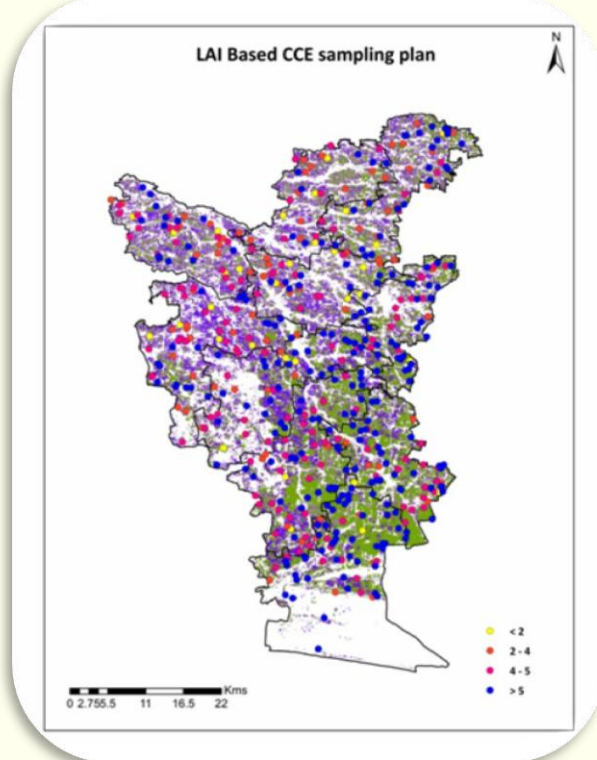 N
LAI Based CCE sampling plan
< 2
2 - 4
4 - 5
> 5
Kms
0 2.755.5 11 16.5 22